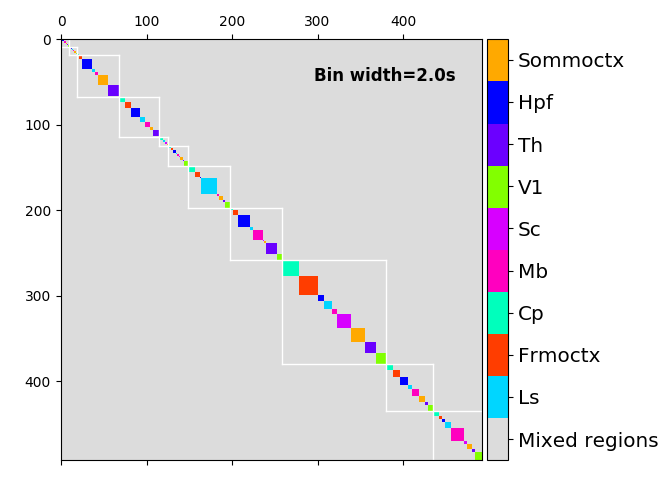 0 100 200 300 400
0
100
200
300
400
Bin width=2.0s
Sommoctx
Hpf
Th
V1
Sc
Mb
Cp
Frmoctx
Ls
Mixed regions